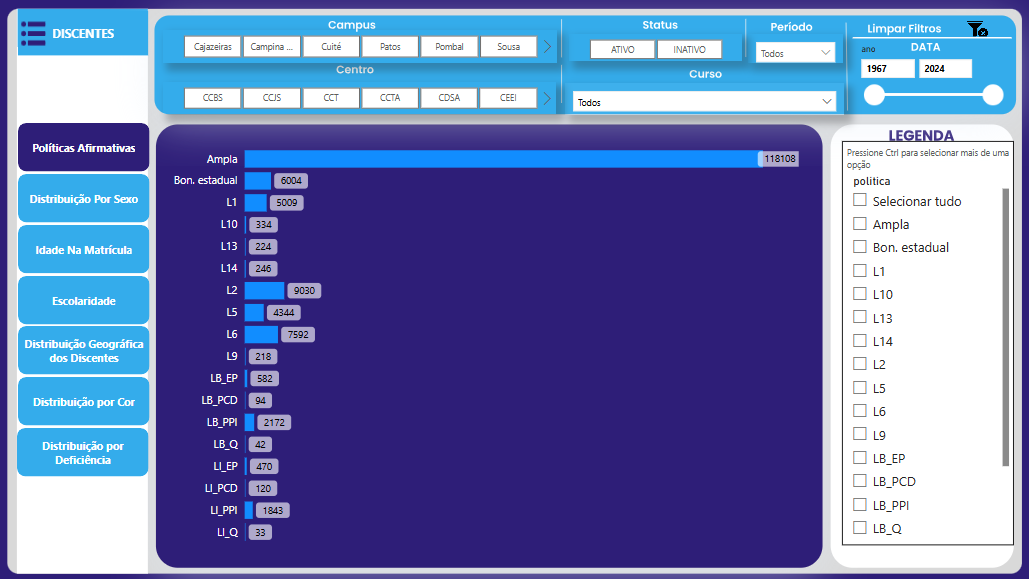 DISCENTES
Campus
Cajazeiras
Campina ...
Cuité
Patos
Pombal
Sousa
Centro
CCBS
CCJS
CCT
CCTA
CDSA
CEEI
Status
ATIVO
INATIVO
Período
Todos
Curso
Todos
Limpar Filtros
ano
DATA
1967
2024
Políticas Afirmativas
Distribuição Por Sexo
Idade Na Matrícula
Escolaridade
Distribuição Geográfica
dos Discentes
Distribuição por Cor
Distribuição por
Deficiência
Ampla 118108
Bon. estadual 6004
L1 5009
L10 334
L13 224
L14 246
L2 9030
L5 4344
L6 7592
L9 218
LB_EP 582
LB_PCD 94
LB_PPI 2172
LB_Q 42
LI_EP 470
LI_PCD 120
LI_PPI 1843
LI_Q 33
LEGENDA
Pressione Ctrl para selecionar mais de uma
opção
politica
Selecionar tudo
Ampla
Bon. estadual
L1
L10
L13
L14
L2
L5
L6
L9
LB_EP
LB_PCD
LB_PPI
LB_Q